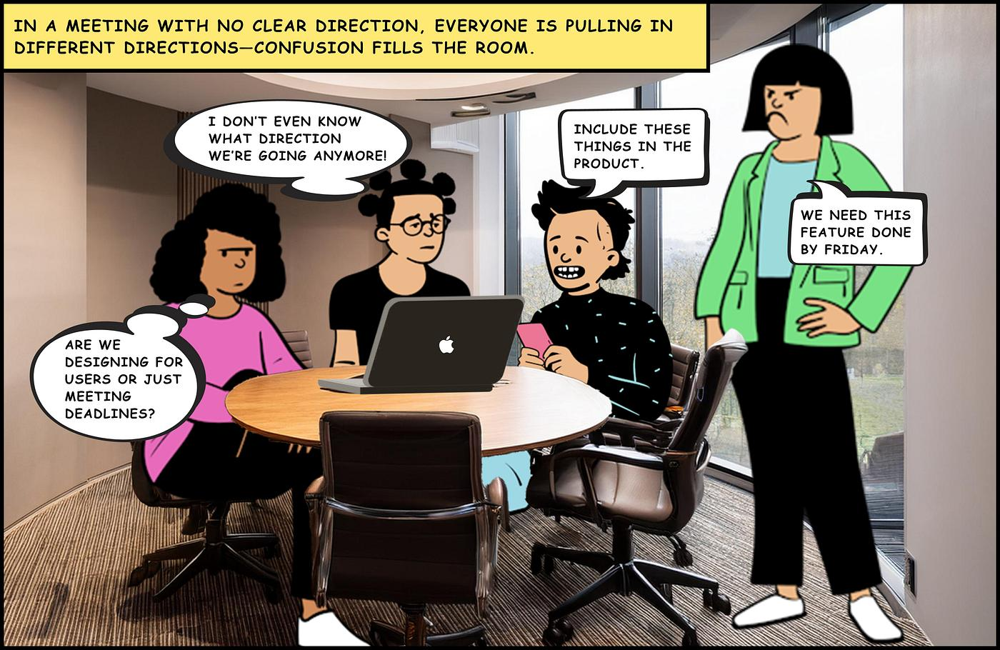 IN A MEETING WITH NO CLEAR DIRECTION, EVERYONE IS PULLING IN
DIFFERENT DIRECTIONS—CONFUSION FILLS THE ROOM.
I DON'T EVEN KNOW
WHAT DIRECTION
WE'RE GOING ANYMORE!
INCLUDE THESE
THINGS IN THE
PRODUCT.
WE NEED THIS
FEATURE DONE
BY FRIDAY.
ARE WE
DESIGNING FOR
USERS OR JUST
MEETING
DEADLINES?